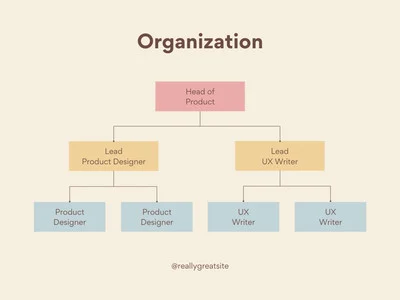 Organization
Head of
Product
Lead
Product Designer
Lead
UX Writer
Product
Designer
Product
Designer
UX
Writer
UX
Writer
@reallygreatsite